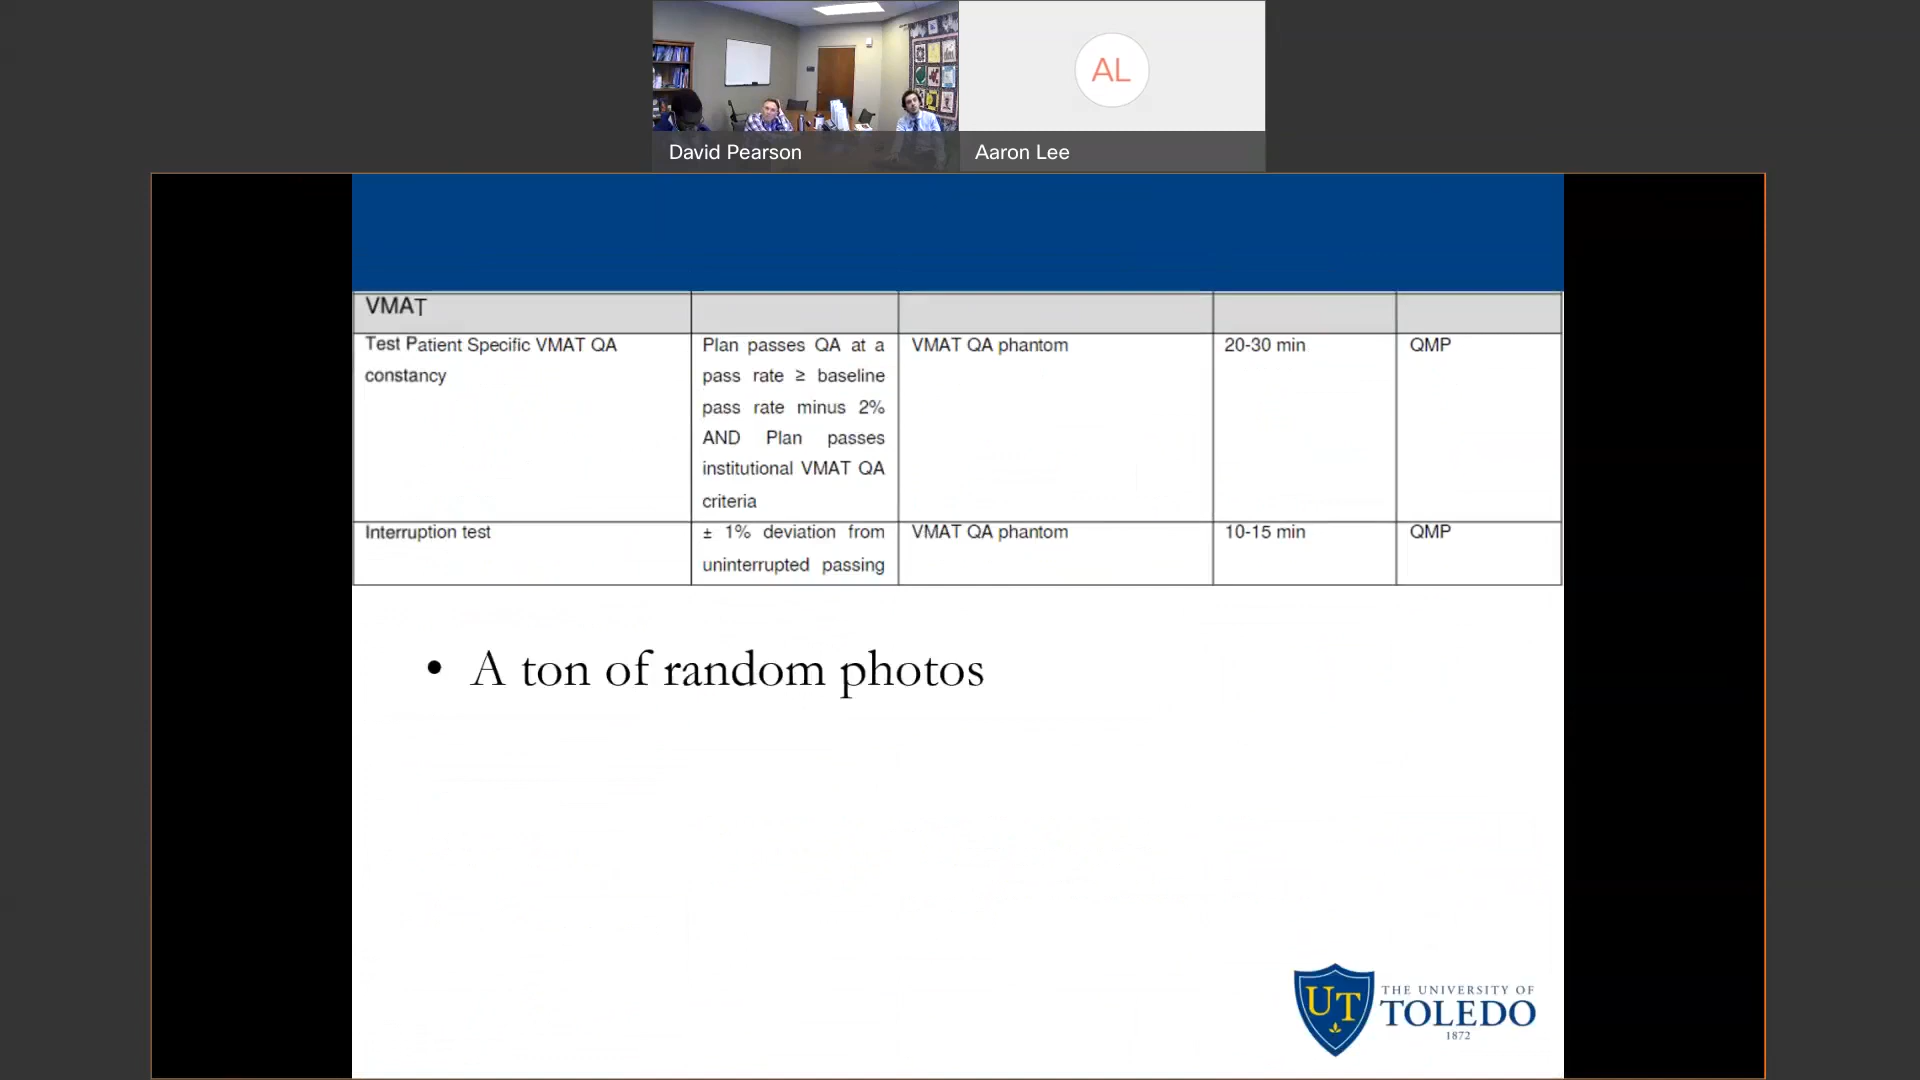 AL
David Pearson
Aaron Lee
VMAT
Test Patient Specific VMAT QA
constancy
Plan passes QA at a
pass rate ≥ baseline
pass rate minus 2%
AND Plan passes
institutional VMAT QA
criteria
VMAT QA phantom
20-30 min
QMP
Interruption test
± 1% deviation from
uninterrupted passing
VMAT QA phantom
10-15 min
QMP
• A ton of random photos
UT
THE UNIVERSITY OF
TOLEDO
1872